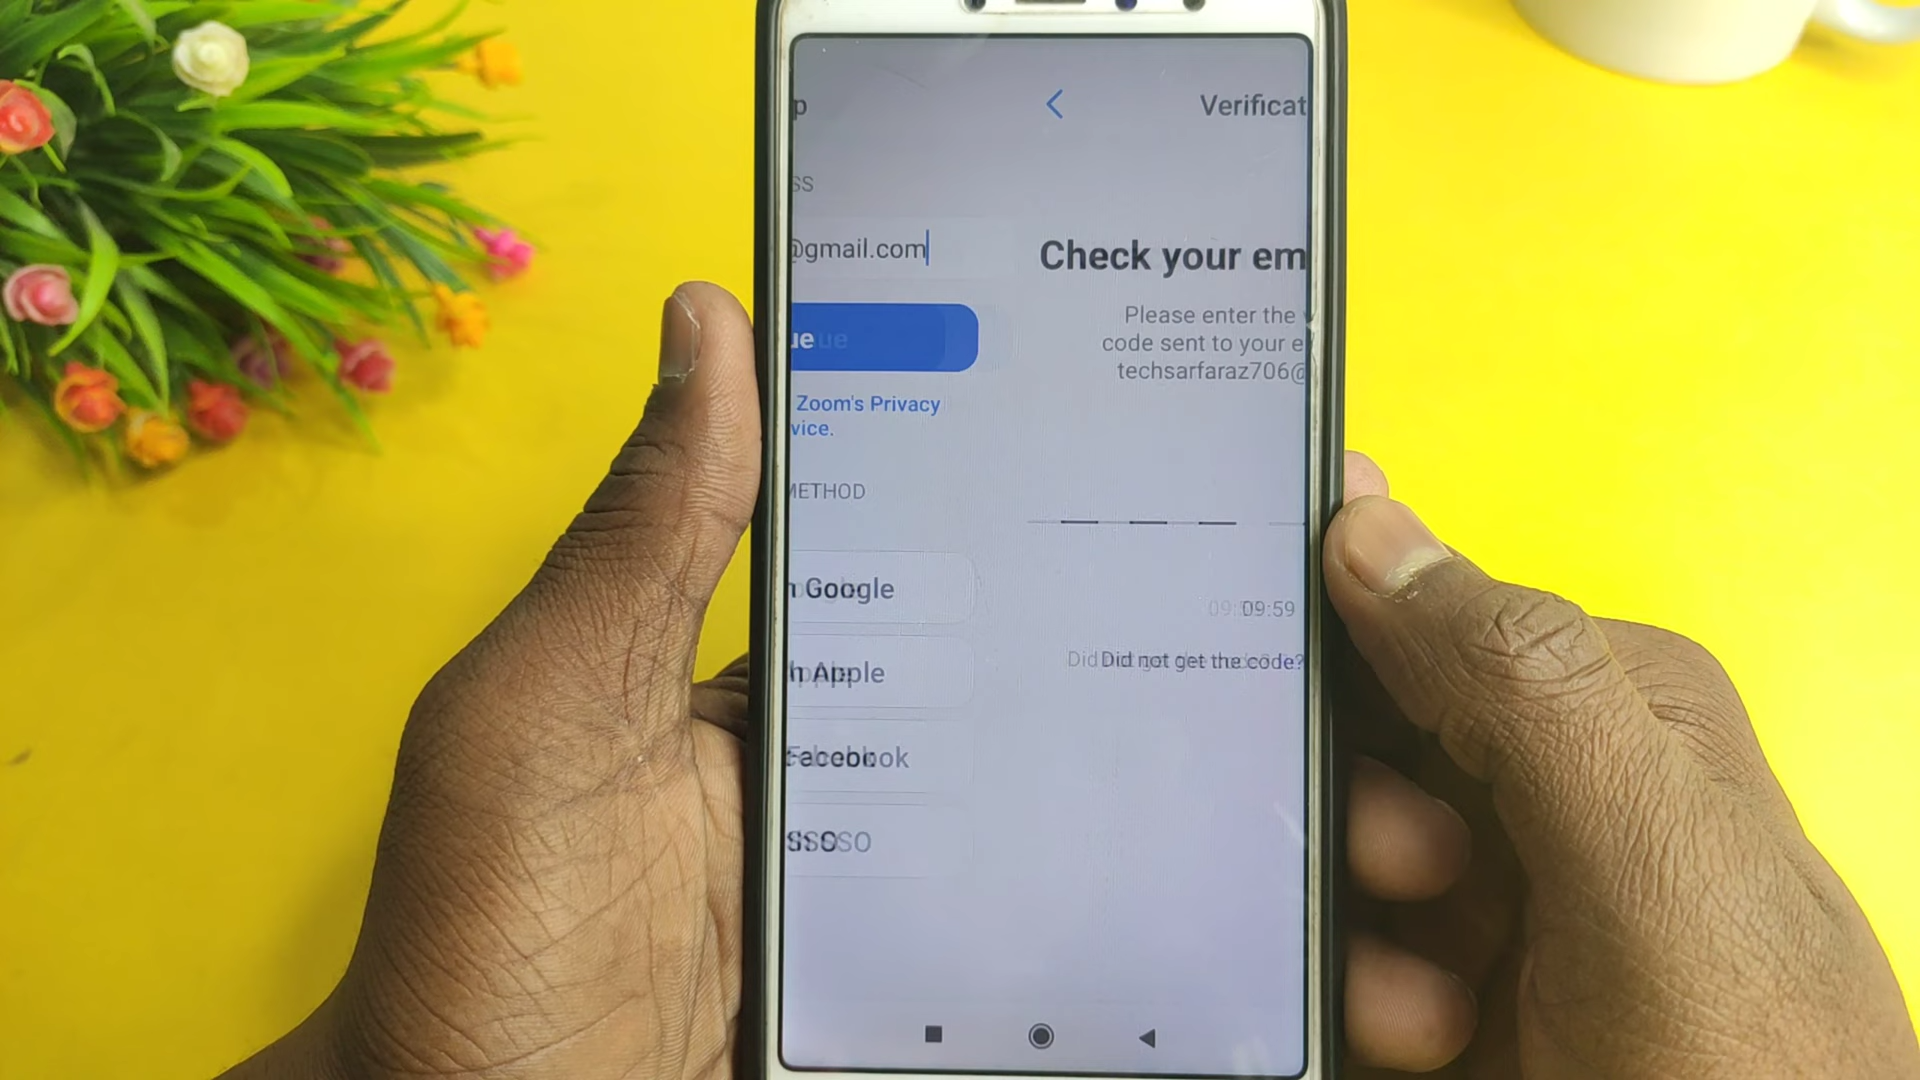 p
Verificat
SS
@gmail.com
Check your em
Please enter the
code sent to your e
techsarfaraz706@
ue
Zoom's Privacy
vice.
METHOD
Google
09:59
Apple
Did not get the code?
Facebook
SSO